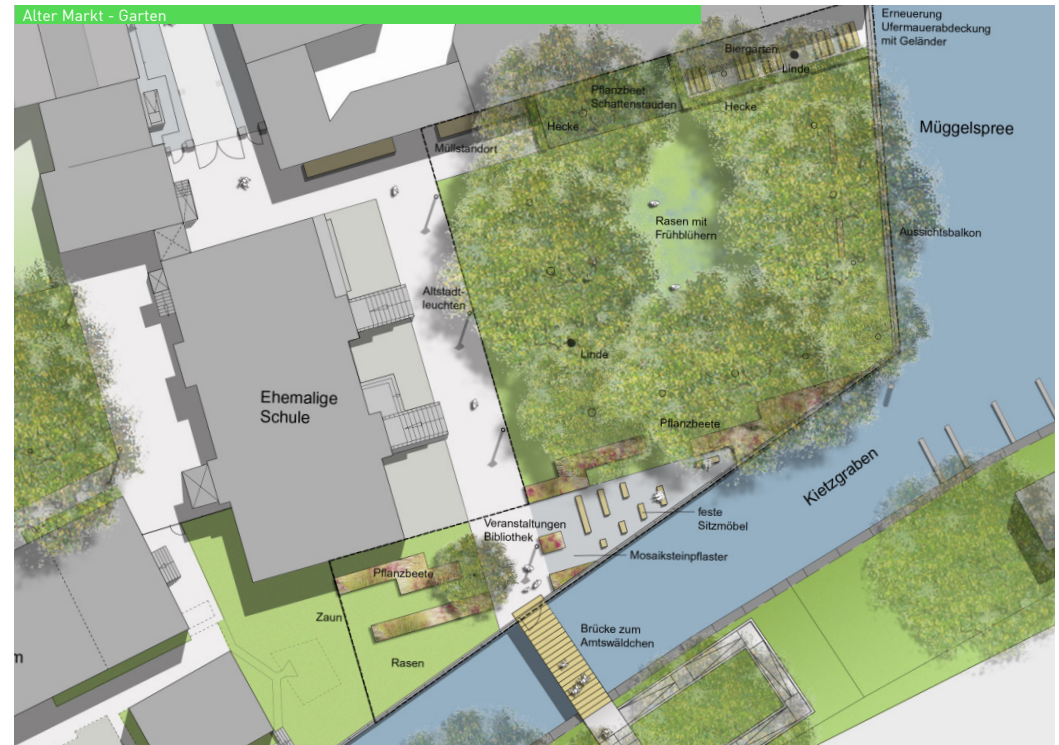 Alter Markt - Garten
Erneuerung
Ufermauerabdeckung
mit Geländer
Biergarten
Linde
Pflanzbeet
Schattenstauden
Hecke
Hecke
Müllstandort
Müggelspree
Rasen mit
Frühblühern
Aussichtsbalkon
Altstadt-
leuchten
Linde
Ehemalige
Schule
Pflanzbeete
Kietzgraben
feste
Sitzmöbel
Veranstaltungen
Bibliothek
Mosaiksteinpflaster
Pflanzbeete
Zaun
Brücke zum
Amtswäldchen
Rasen
m